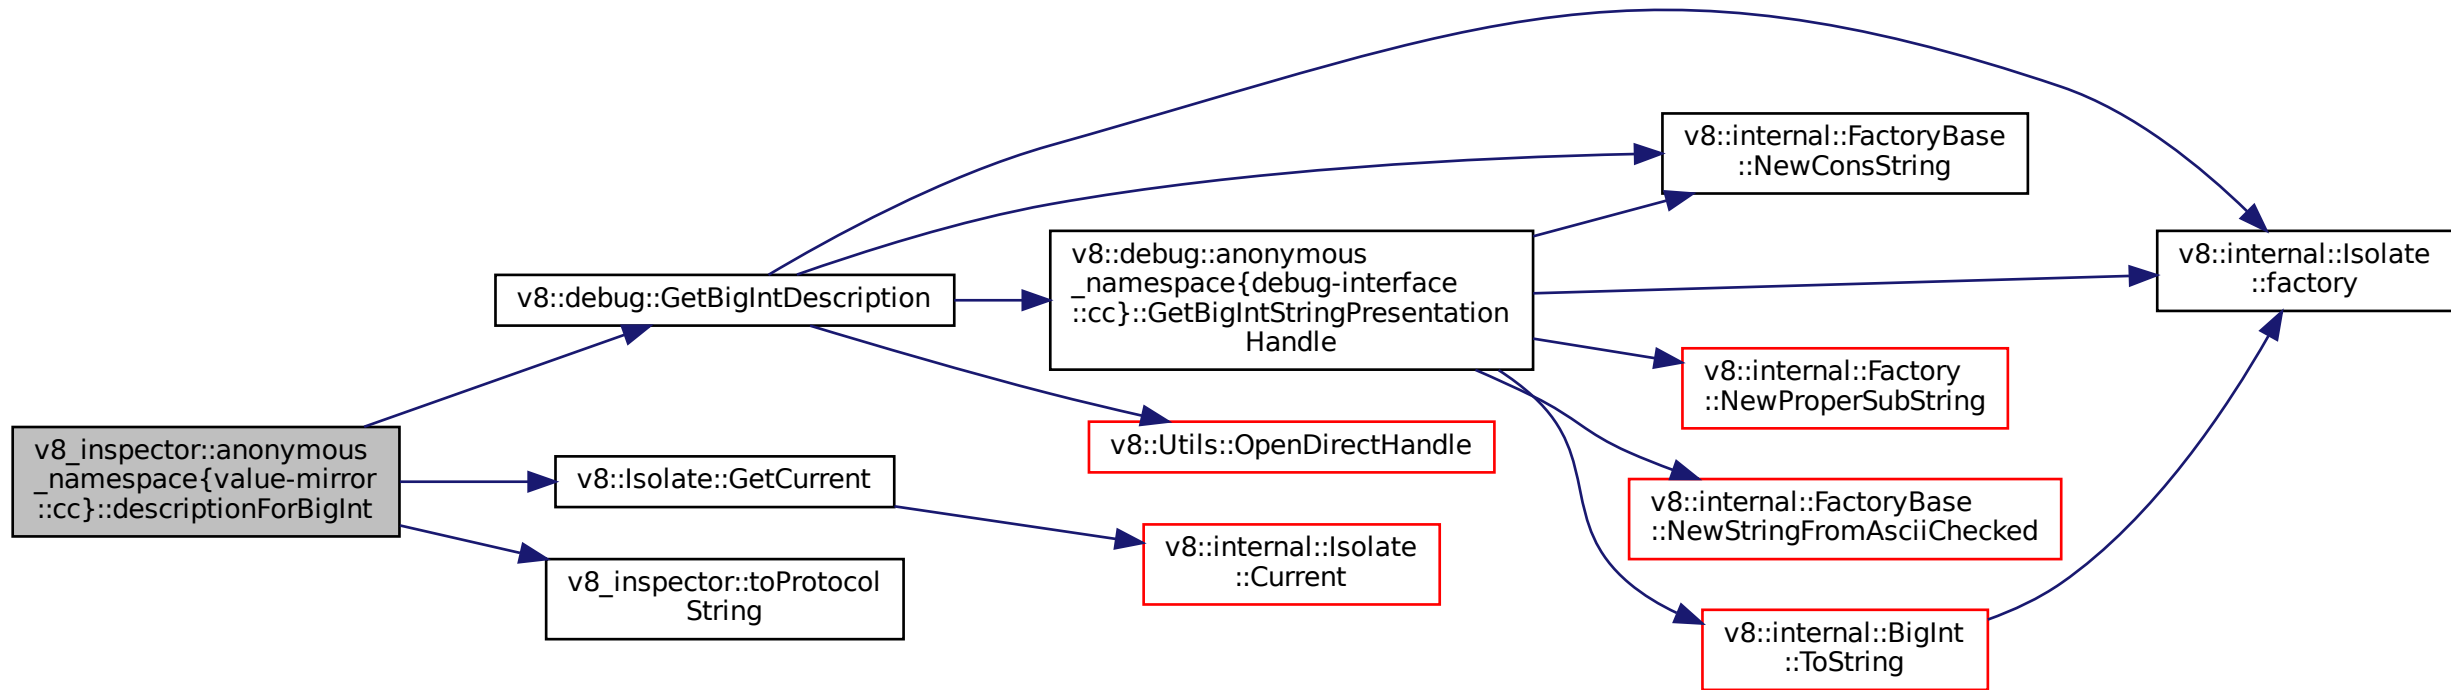 v8_inspector::anonymous
_namespace{value-mirror
::cc}::descriptionForBigInt
v8::debug::GetBigIntDescription
v8::Isolate::GetCurrent
v8_inspector::toProtocol
String
v8::debug::anonymous
_namespace{debug-interface
::cc}::GetBigIntStringPresentation
Handle
v8::Utils::OpenDirectHandle
v8::internal::Isolate
::Current
v8::internal::FactoryBase
::NewConsString
v8::internal::Factory
::NewProperSubString
v8::internal::FactoryBase
::NewStringFromAsciiChecked
v8::internal::BigInt
::ToString
v8::internal::Isolate
::factory